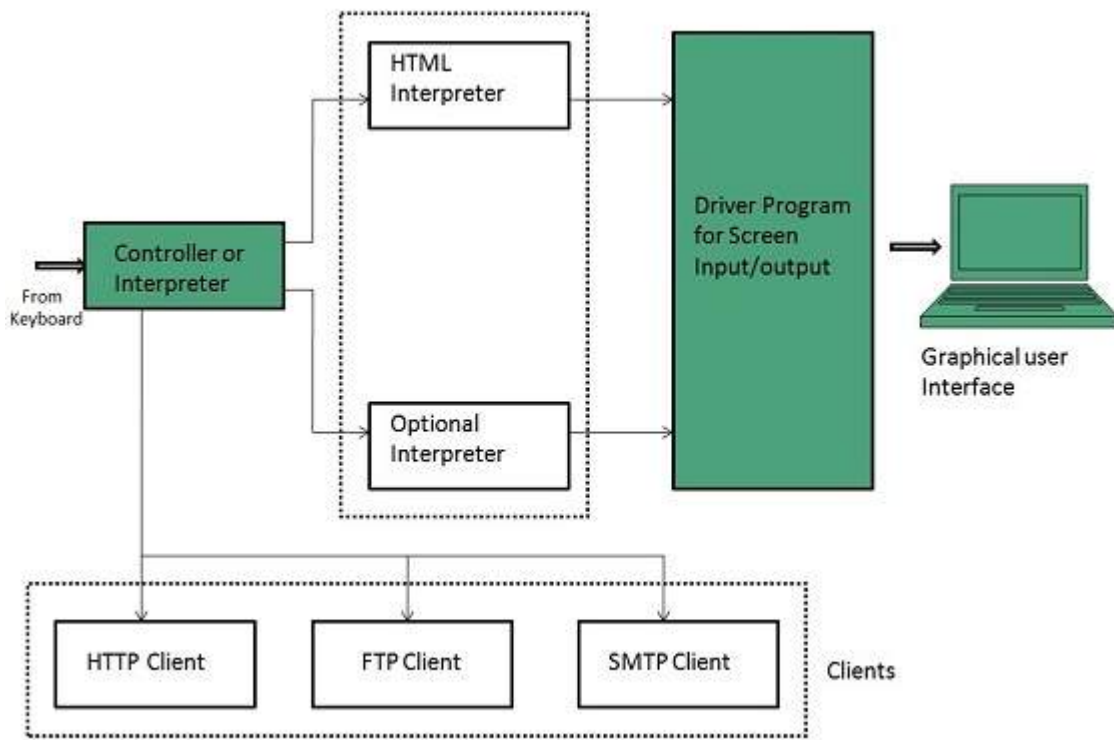 HTML
Interpreter
Driver Program
for Screen
Input/output
Controller or
Interpreter
From
Keyboard
Graphical user
Interface
Optional
Interpreter
HTTP Client
FTP Client
SMTP Client
Clients